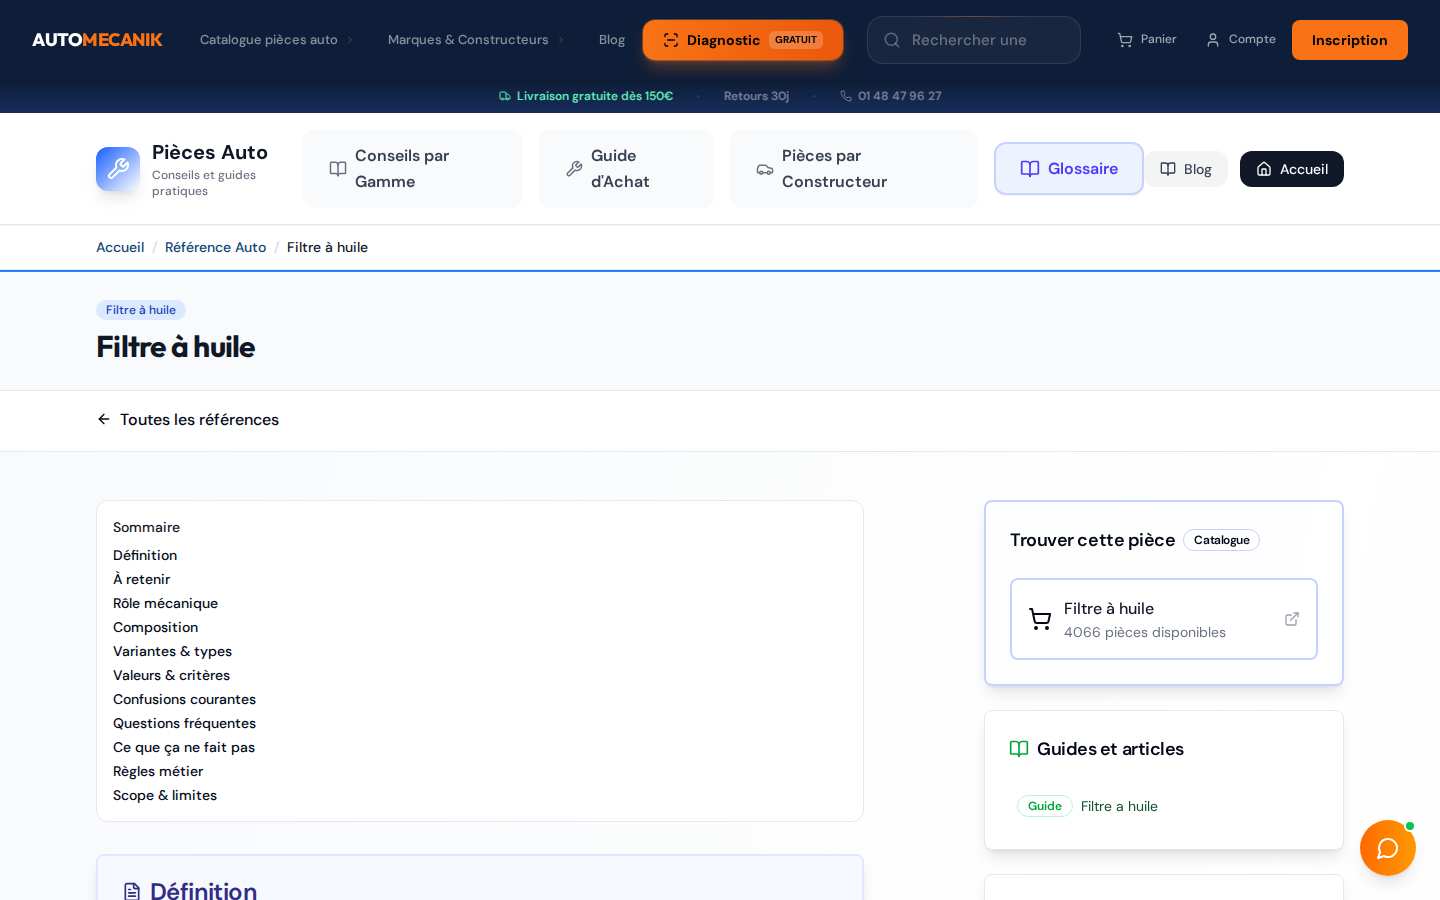 AUTOMECANIK
Catalogue pièces auto
Marques & Constructeurs
Blog
Diagnostic GRATUIT
Rechercher une
Panier
Compte
Inscription
Livraison gratuite dès 150€ · Retours 30j · 01 48 47 96 27
Pièces Auto
Conseils et guides
pratiques
Conseils par
Gamme
Guide
d'Achat
Pièces par
Constructeur
Glossaire
Blog
Accueil
Accueil / Référence Auto / Filtre à huile
Filtre à huile
Filtre à huile
Toutes les références
Sommaire
Définition
À retenir
Rôle mécanique
Composition
Variantes & types
Valeurs & critères
Confusions courantes
Questions fréquentes
Ce que ça ne fait pas
Règles métier
Scope & limites
Définition
Trouver cette pièce Catalogue
Filtre à huile
4066 pièces disponibles
Guides et articles
Guide Filtre a huile